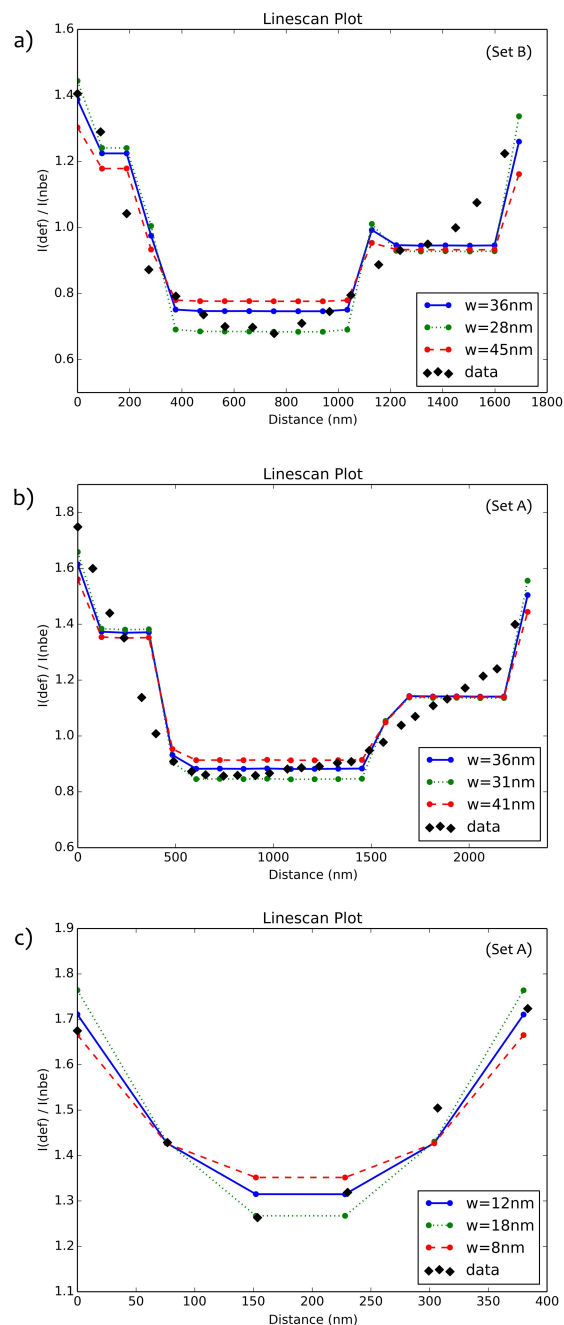 a)
Linescan Plot
(Set B)
I(def) / I(nbe)
1.6
1.4
1.2
1.0
0.8
0.6
w=36nm
w=28nm
w=45nm
data
0 200 400 600 800 1000 1200 1400 1600 1800
Distance (nm)
b)
Linescan Plot
(Set A)
I(def) / I(nbe)
1.8
1.6
1.4
1.2
1.0
0.8
0.6
w=36nm
w=31nm
w=41nm
data
0 500 1000 1500 2000
Distance (nm)
c)
Linescan Plot
(Set A)
I(def) / I(nbe)
1.9
1.8
1.7
1.6
1.5
1.4
1.3
1.2
1.1
w=12nm
w=18nm
w=8nm
data
0 50 100 150 200 250 300 350 400
Distance (nm)